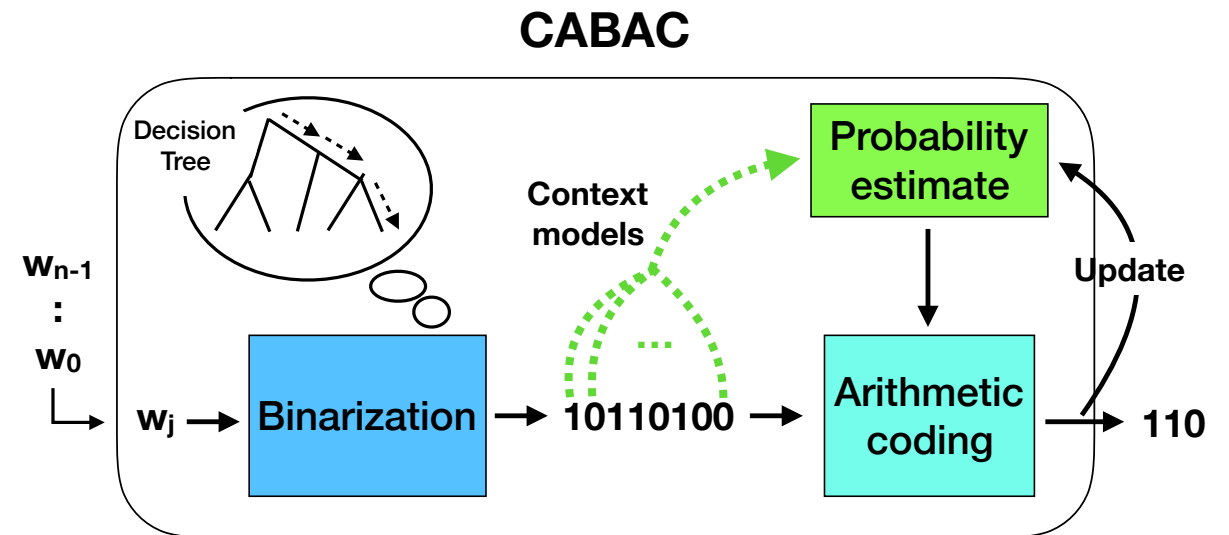 CABAC
Decision
Tree
Probability
estimate
Context
models
wn-1
:
w0
Update
...
wj
Binarization
10110100
Arithmetic
coding
110